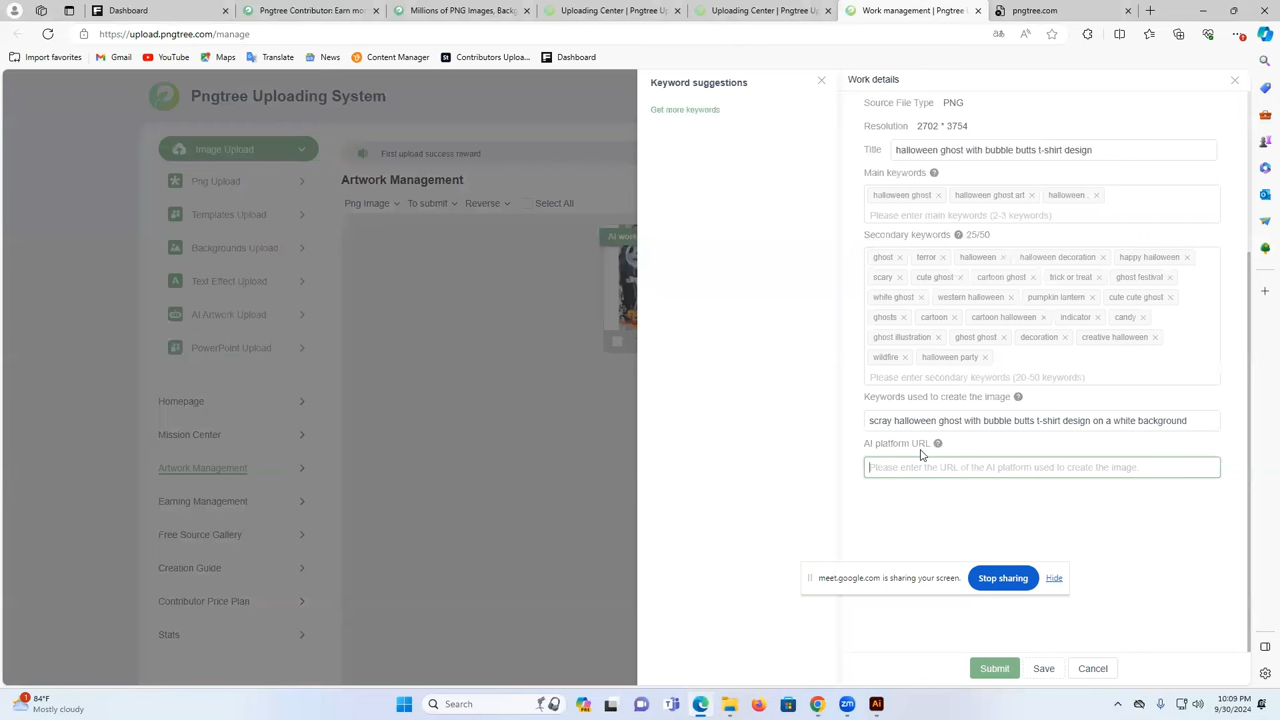 Dashboard
Pngtree Contributor: Earn mone
Millions of PNG Images, Backg
Uploading Center | Pngtree U
Uploading Center | Pngtree U
Work management | Pngtree U
pngtree.com
https://upload.pngtree.com/manage
Import favorites
Gmail
YouTube
Maps
Translate
News
Content Manager
Stock Contributors Uplo...
Dashboard
Pngtree Uploading System
Image Upload
Png Upload
Templates Upload
Backgrounds Upload
Text Effect Upload
AI Artwork Upload
PowerPoint Upload
Homepage
Mission Center
Artwork Management
Earning Management
Free Source Gallery
Creation Guide
Contributor Price Plan
Stats
First upload success reward
Artwork Management
Png Image
To submit
Reverse
Select All
AI wor
Keyword suggestions
Get more keywords
Work details
Source File Type PNG
Resolution 2702 * 3754
Title halloween ghost with bubble butts t-shirt design
Main keywords
halloween ghost halloween ghost art halloween .
Please enter main keywords (2-3 keywords)
Secondary keywords 25/50
ghost terror halloween halloween decoration happy halloween
scary cute ghost cartoon ghost trick or treat ghost festival
white ghost western halloween pumpkin lantern cute cute ghost
ghosts cartoon cartoon halloween indicator candy
ghost illustration ghost ghost decoration creative halloween
wildfire halloween party
Please enter secondary keywords (20-50 keywords)
Keywords used to create the image
scray halloween ghost with bubble butts t-shirt design on a white background
AI platform URL
Please enter the URL of the AI platform used to create the image.
meet.google.com is sharing your screen.
Stop sharing
Hide
Submit
Save
Cancel
1
84°F
Mostly cloudy
Search
zm
Ai
10:09 PM
9/30/2024